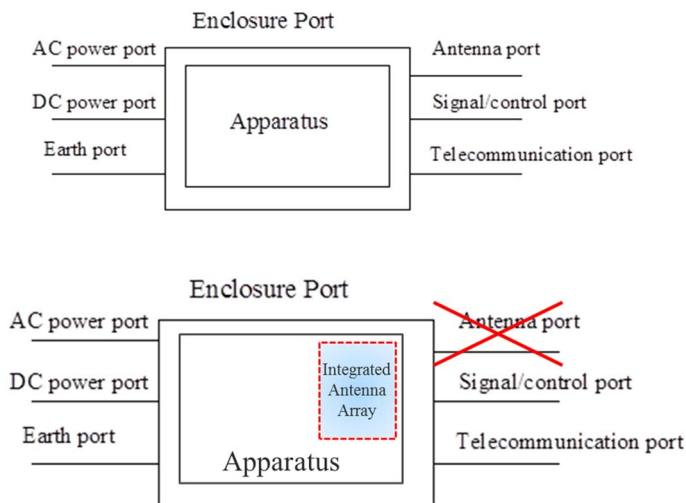 Enclosure Port
AC power port
Antenna port
DC power port
Apparatus
Signal/control port
Earth port
Telecommunication port
Enclosure Port
AC power port
Antenna port
Integrated
Antenna
Array
DC power port
Signal/control port
Earth port
Apparatus
Telecommunication port